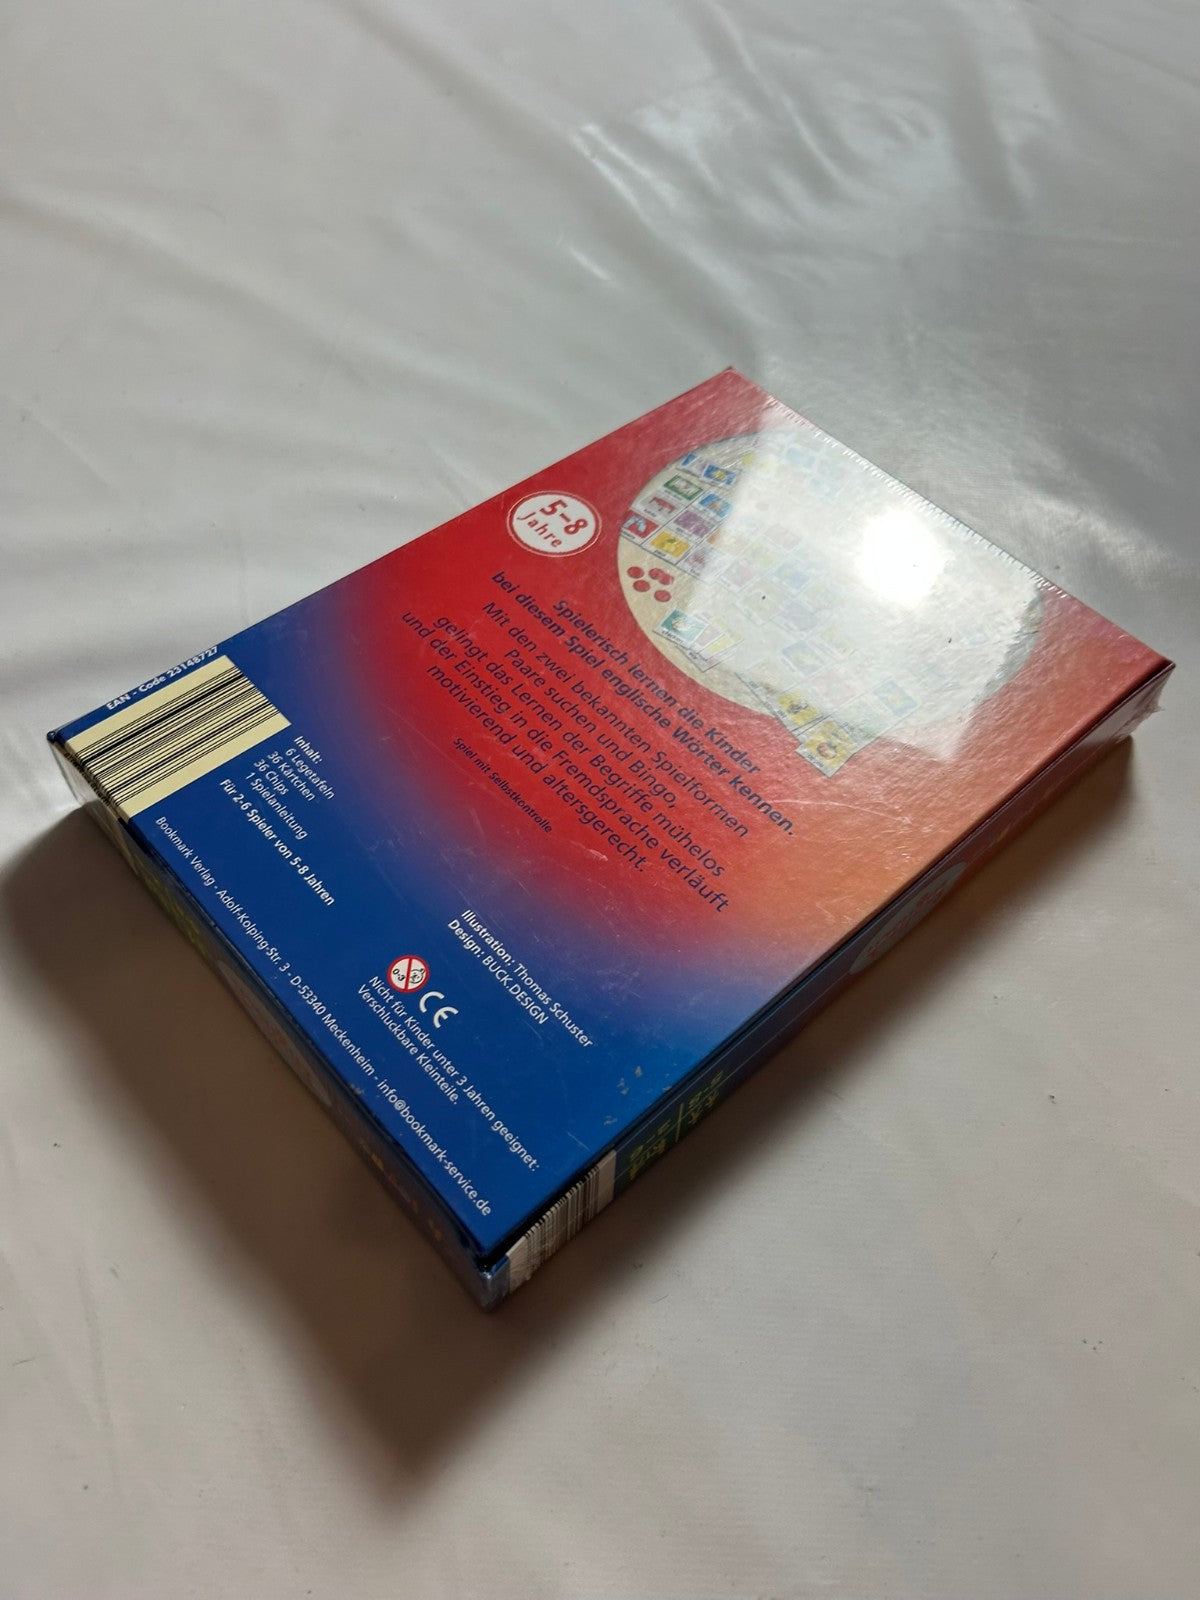 5-8
Jahre
Spielerisch lernen die Kinder
bei diesem Spiel englische Wörter kennen.
Mit den zwei bekannten Spielformen
Paare suchen und Bingo,
gelingt das Lernen der Begriffe mühelos
und der Einstieg in die Fremdsprache verläuft
motivierend und altersgerecht.
Spiel mit Selbstkontrolle
EAN - Code 23148727
Inhalt:
6 Legetafeln
36 Kärtchen
36 Chips
1 Spielanleitung
Für 2-6 Spieler von 5-8 Jahren
Illustration: Thomas Schuster
Design: BUCK.DESIGN
0-3
CE
Nicht für Kinder unter 3 Jahren geeignet:
Verschluckbare Kleinteile.
Bookmark Verlag - Adolf-Kolping-Str. 3 - D-53340 Meckenheim - info@bookmark-service.de